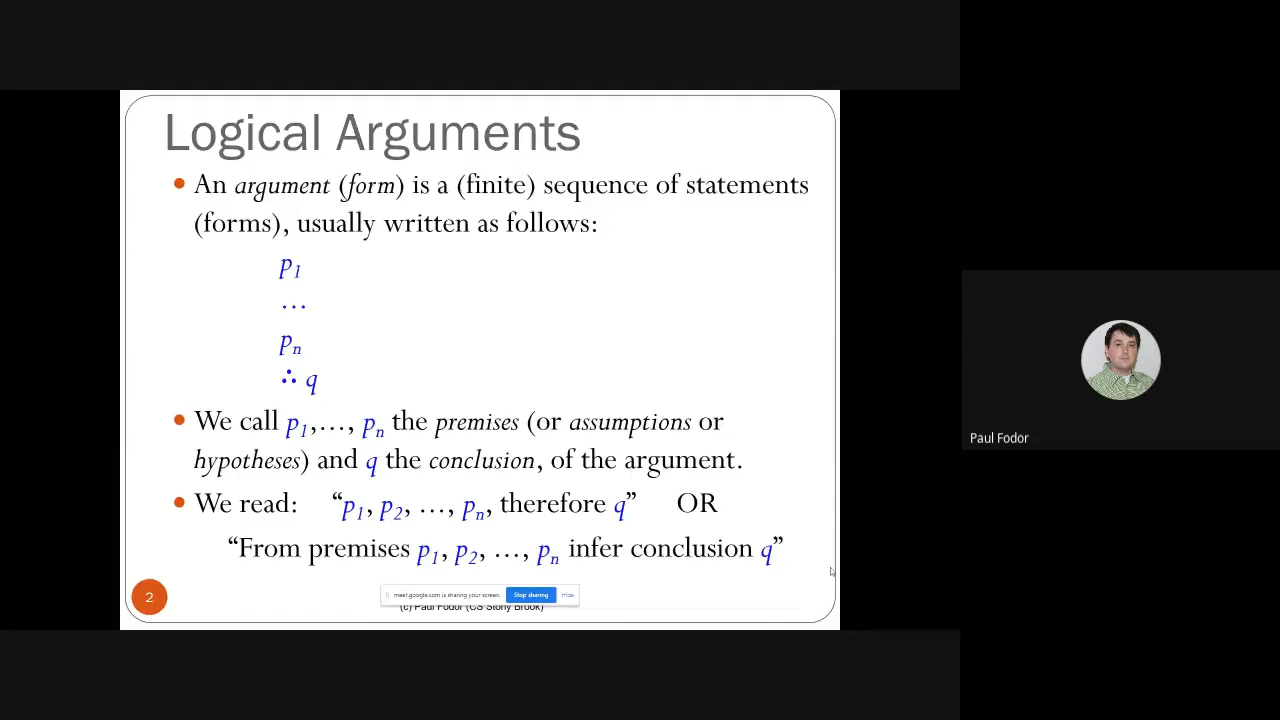 Logical Arguments
• An argument (form) is a (finite) sequence of statements
(forms), usually written as follows:
p1
…
pn
∴ q
• We call p1,…, pn the premises (or assumptions or
hypotheses) and q the conclusion, of the argument.
• We read: “p1, p2, …, pn, therefore q” OR
“From premises p1, p2, …, pn infer conclusion q”
2
meet.google.com is sharing your screen. Stop sharing Hide
(c) Paul Fodor (CS Stony Brook)
Paul Fodor